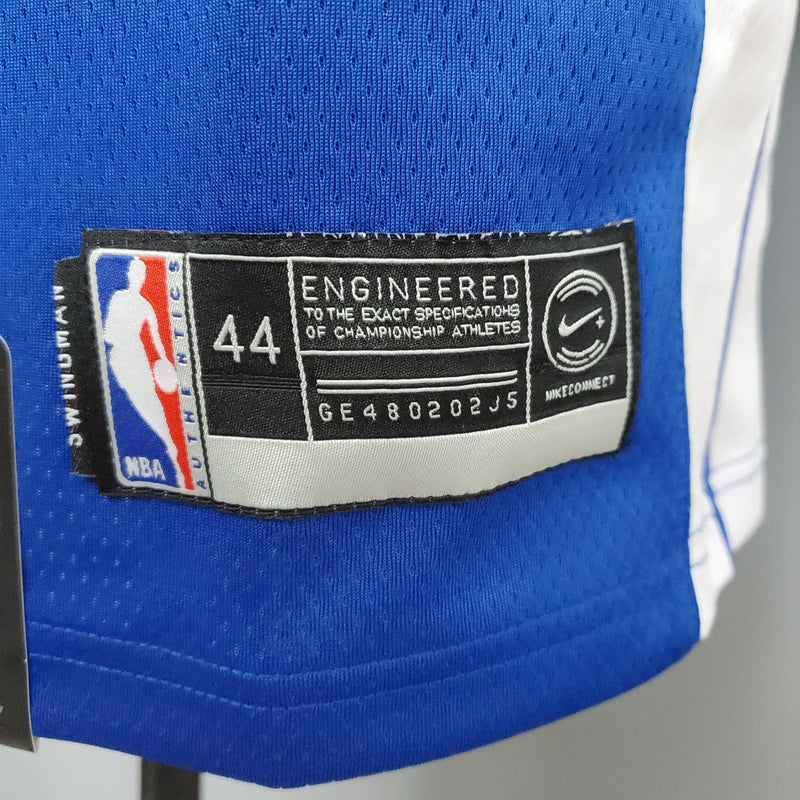 SWINGMAN
NBA
AUTHENTICS
44
ENGINEERED
TO THE EXACT SPECIFICATIONS
OF CHAMPIONSHIP ATHLETES
GE480202J5
NIKECONNECT